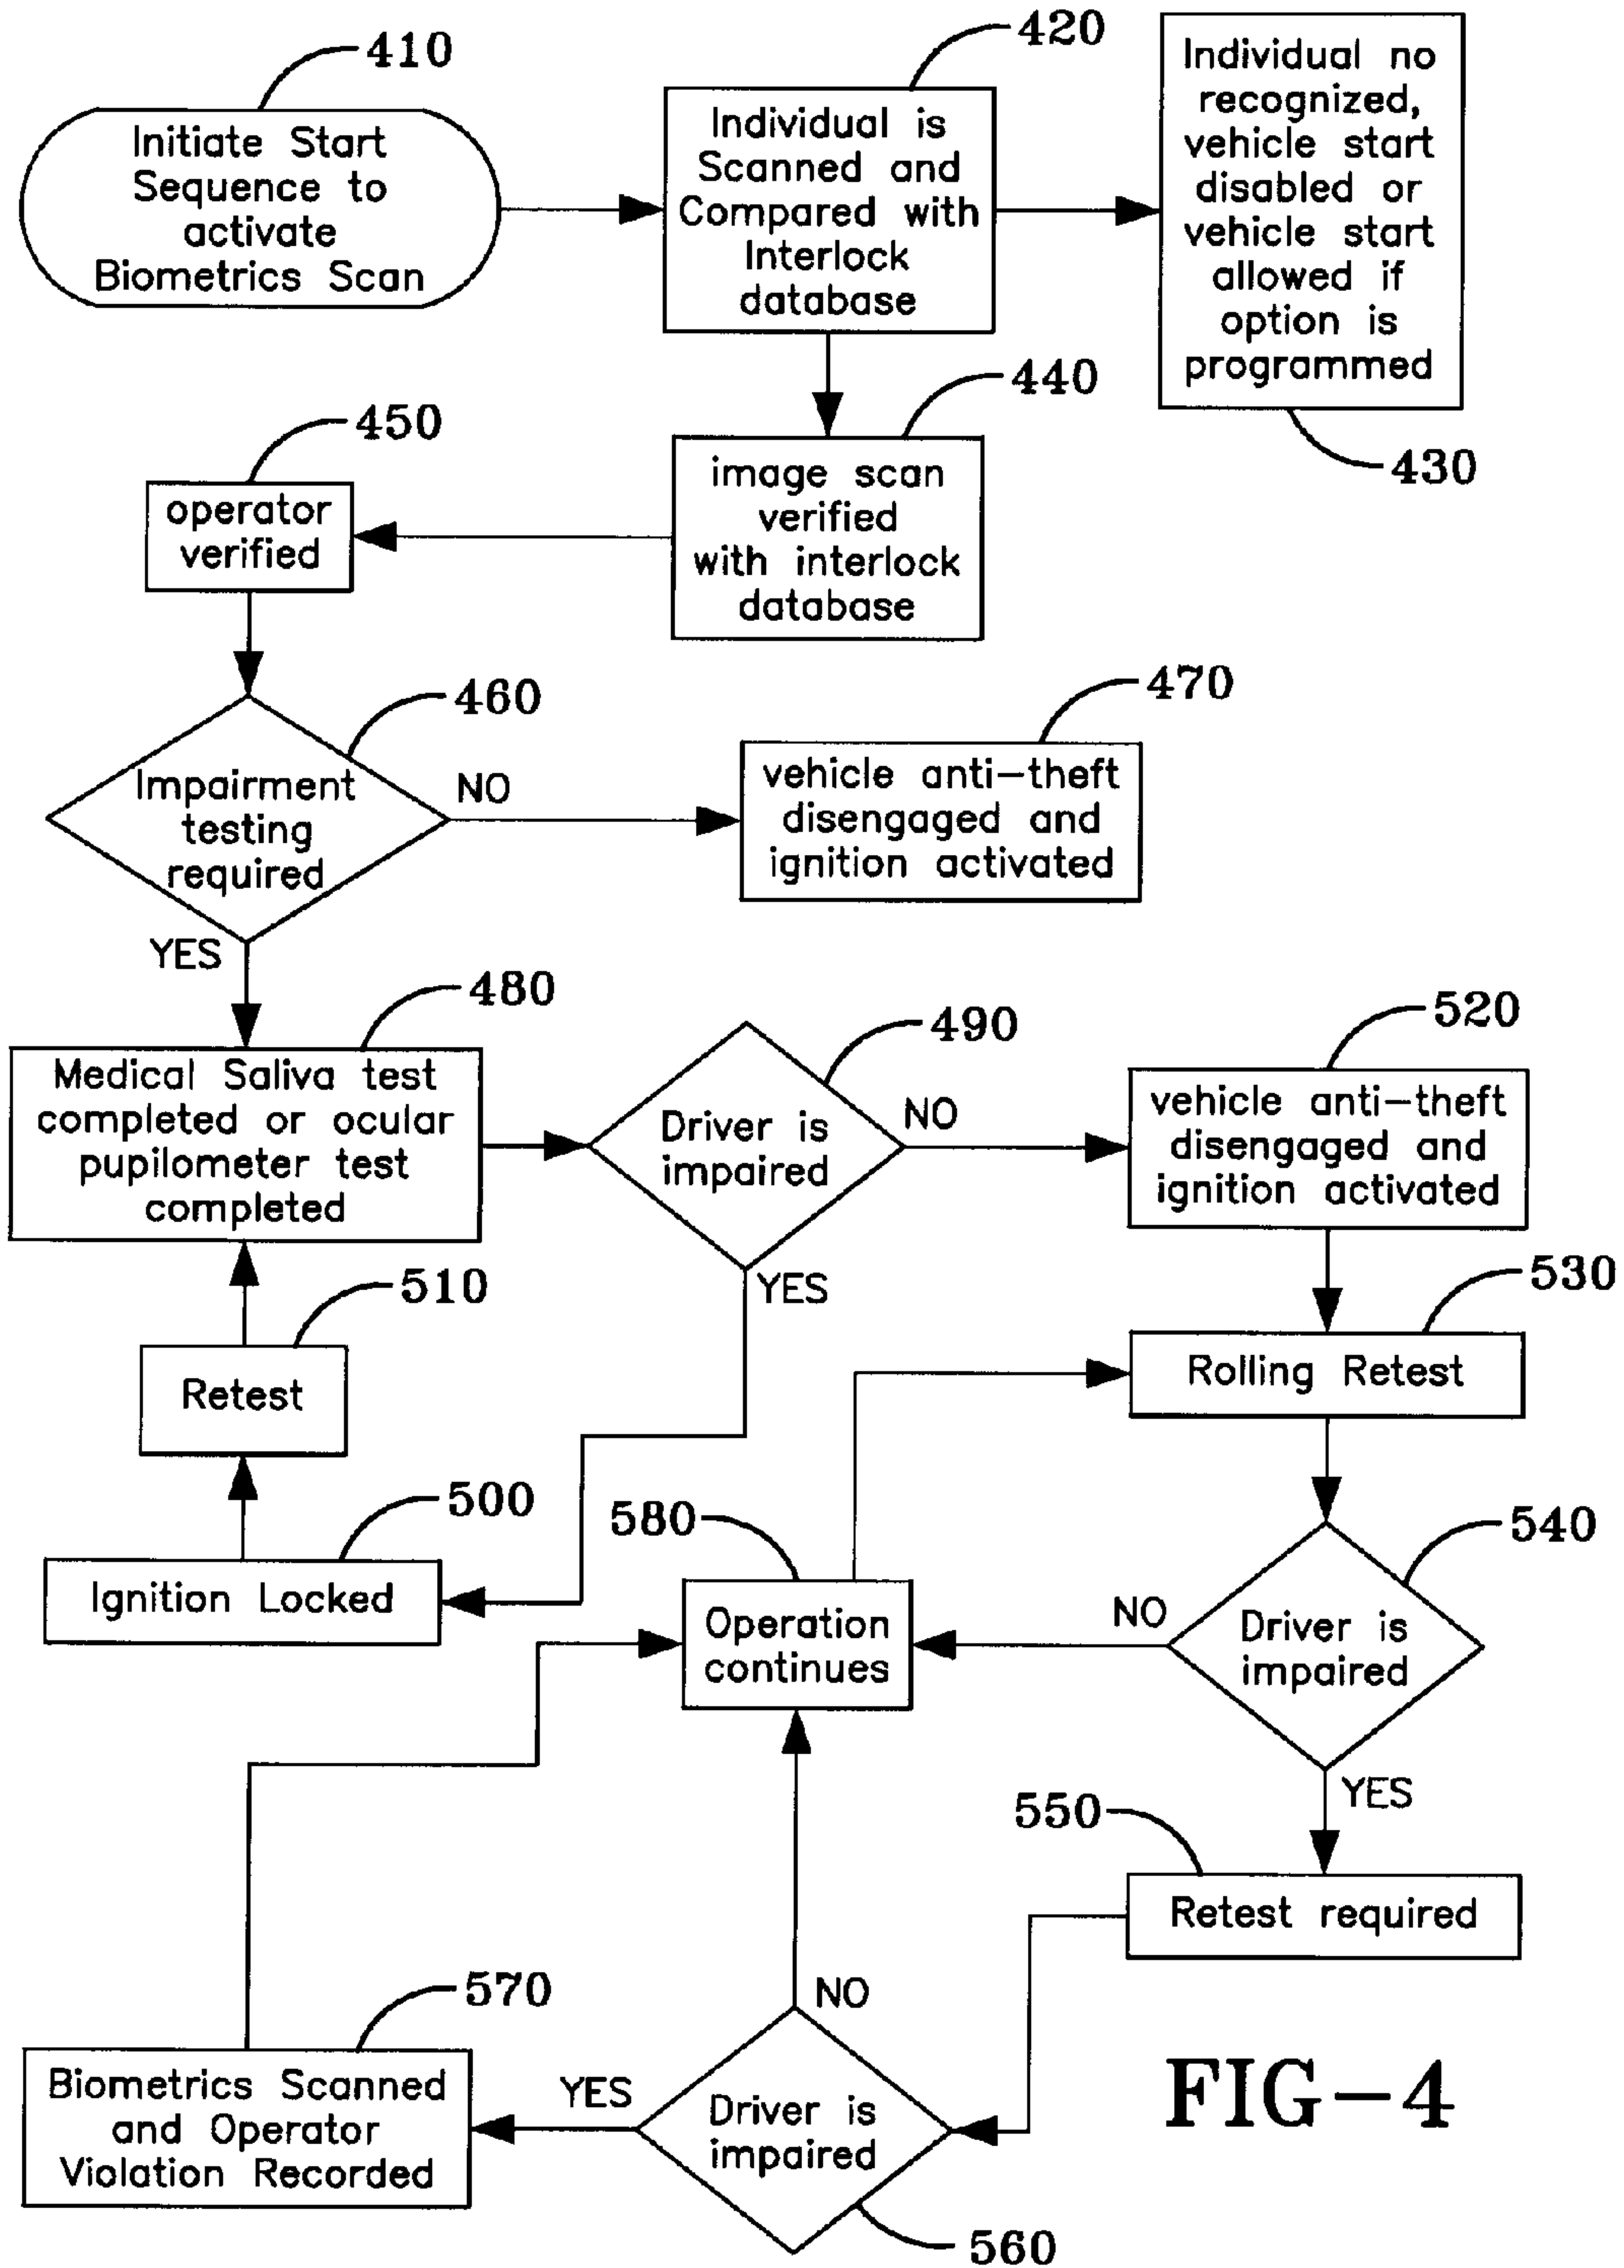 410
Initiate Start
Sequence to
activate
Biometrics Scan
420
Individual is
Scanned and
Compared with
Interlock
database
Individual no
recognized,
vehicle start
disabled or
vehicle start
allowed if
option is
programmed
430
440
image scan
verified
with interlock
database
450
operator
verified
460
Impairment
testing
required
NO
YES
470
vehicle anti-theft
disengaged and
ignition activated
480
Medical Saliva test
completed or ocular
pupilometer test
completed
490
Driver is
impaired
NO
YES
520
vehicle anti-theft
disengaged and
ignition activated
510
Retest
500
Ignition Locked
530
Rolling Retest
540
Driver is
impaired
NO
YES
580
Operation
continues
550
Retest required
560
Driver is
impaired
NO
YES
570
Biometrics Scanned
and Operator
Violation Recorded
FIG-4